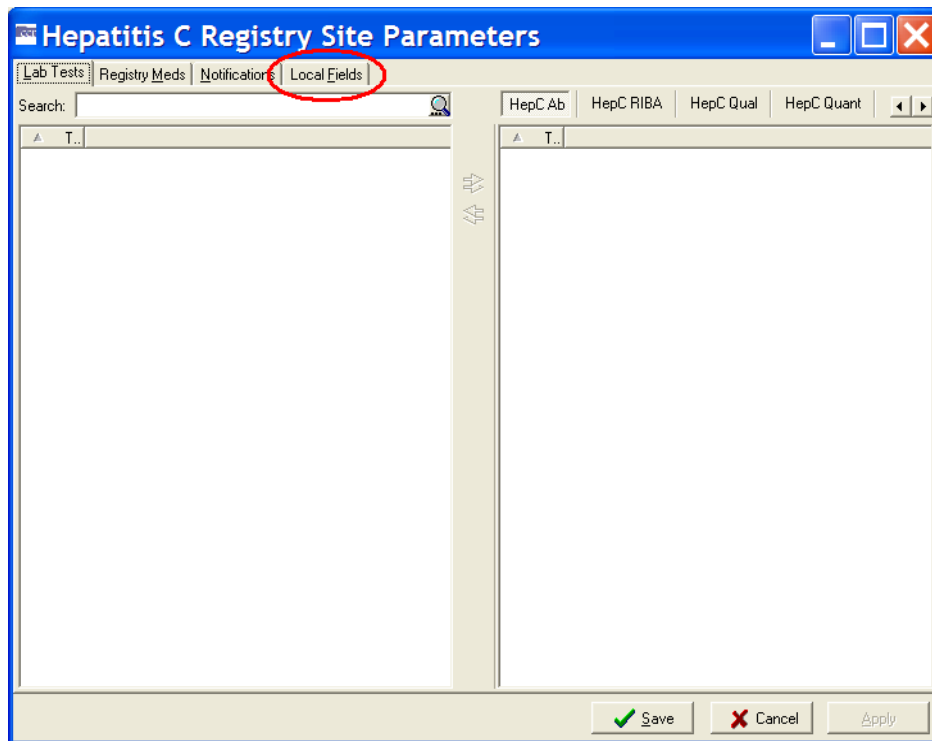 Hepatitis C Registry Site Parameters
Lab Tests Registry Meds Notifications Local Fields
Search: HepC Ab HepC RIBA HepC Qual HepC Quant
T.. T..
Save Cancel Apply